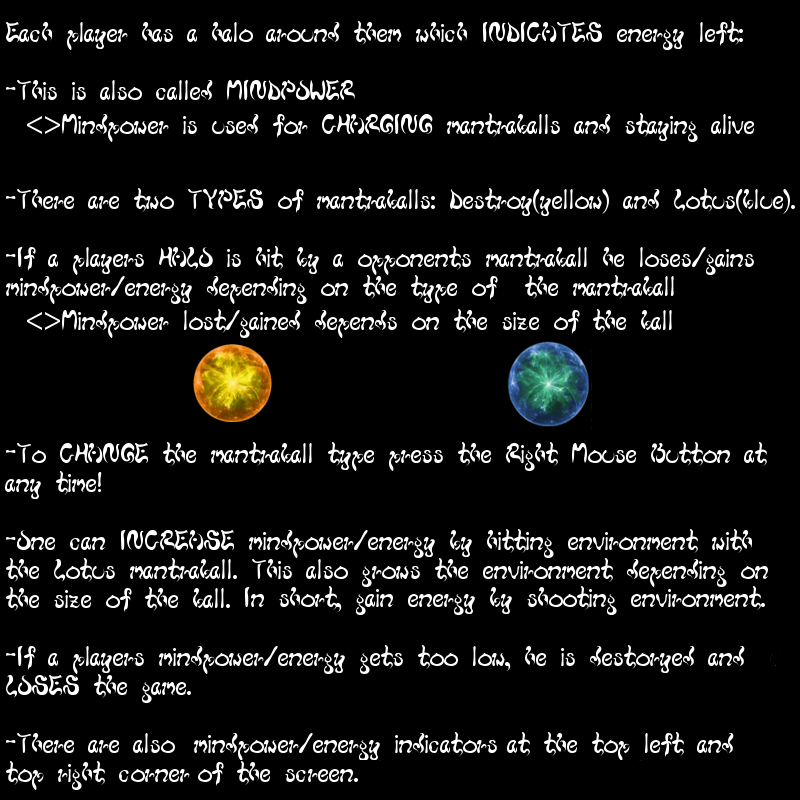 Each player has a halo around them which INDICATES energy left:
-This is also called MINDPOWER
<>Mindpower is used for CHARGING mantraballs and staying alive
-There are two TYPES of mantraballs: Destroy(yellow) and Lotus(blue).
-If a players HALO is hit by a opponents mantraball he loses/gains
mindpower/energy depending on the type of the mantraball
<>Mindpower lost/gained depends on the size of the ball
-To CHANGE the mantraball type press the Right Mouse Button at
any time!
-One can INCREASE mindpower/energy by hitting environment with
the Lotus mantraball. This also grows the environment depending on
the size of the ball. In short, gain energy by shooting environment.
-If a players mindpower/energy gets too low, he is destoryed and
LOSES the game.
-There are also mindpower/energy indicators at the top left and
top right corner of the screen.